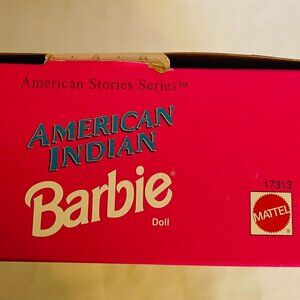 American Stories Series™
AMERICAN
INDIAN
Barbie®
Doll
17313
MATTEL